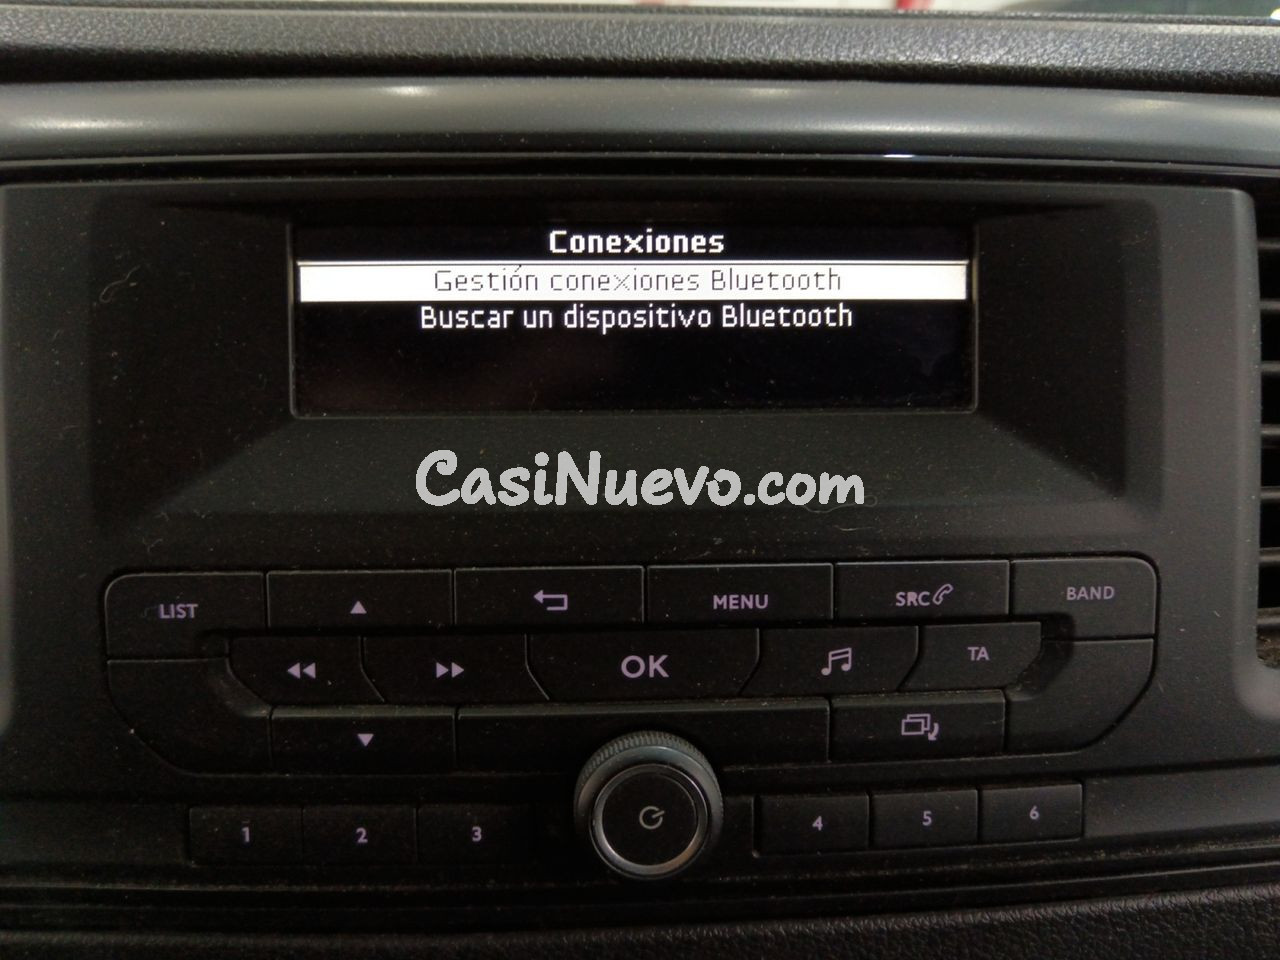 Conexiones
Gestión conexiones Bluetooth
Buscar un dispositivo Bluetooth
CasiNuevo.com
LIST MENU SRC BAND
OK TA
1 2 3 4 5 6